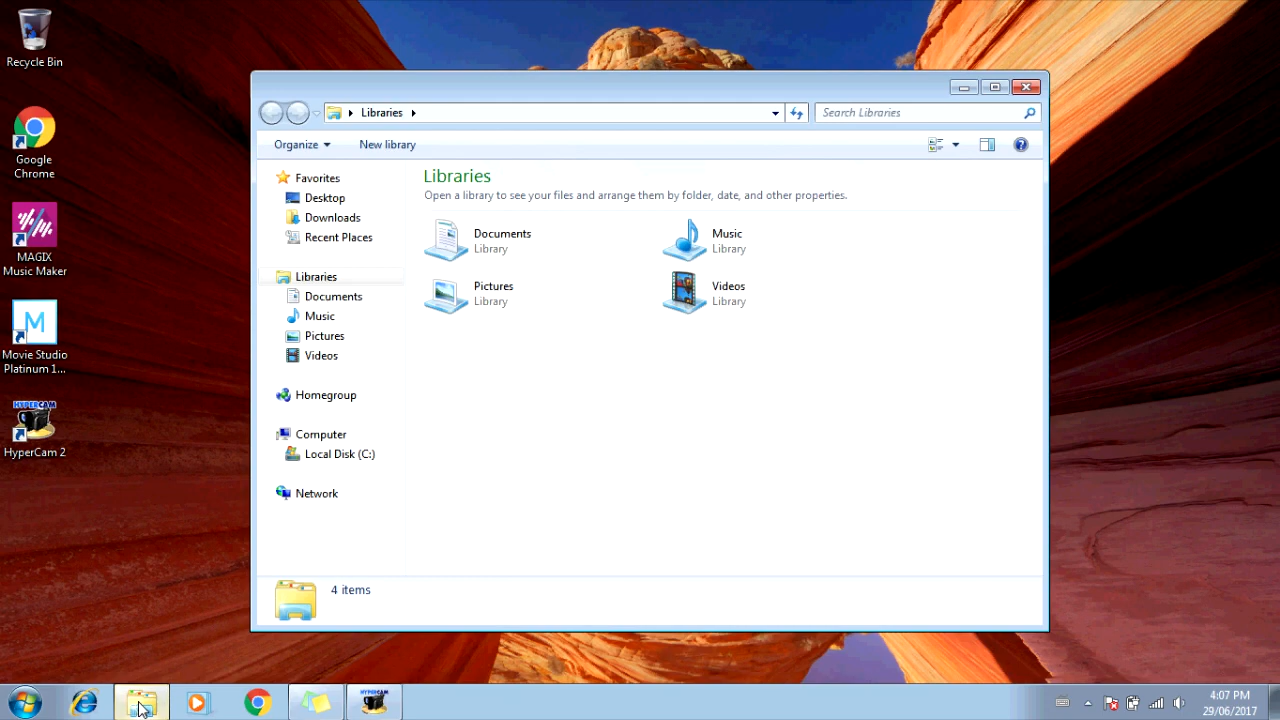 Recycle Bin
Google
Chrome
MAGIX
Music Maker
M
Movie Studio
Platinum 1...
HYPERCAM
HyperCam 2
Libraries
Search Libraries
Organize
New library
Favorites
Desktop
Downloads
Recent Places
Libraries
Documents
Music
Pictures
Videos
Homegroup
Computer
Local Disk (C:)
Network
Libraries
Open a library to see your files and arrange them by folder, date, and other properties.
Documents
Library
Music
Library
Pictures
Library
Videos
Library
4 items
HYPERCAM
4:07 PM
29/06/2017